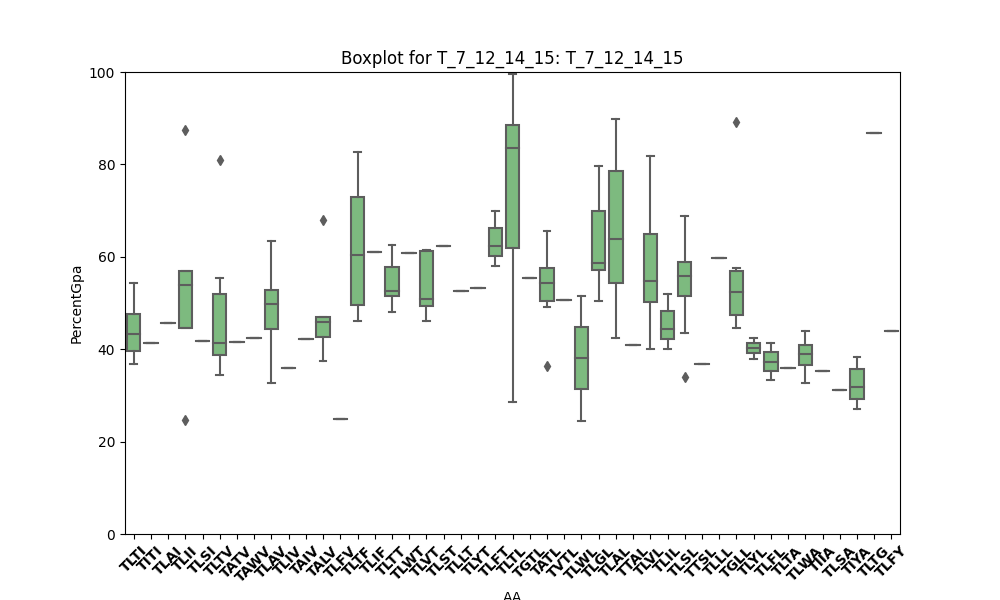 Boxplot for T_7_12_14_15: T_7_12_14_15
PercentGpa
100
80
60
40
20
0
TLTI
TITI
TLAI
TLII
TLSI
TLTV
TATV
TAWV
TLAV
TLIV
TAIV
TALV
TLFV
TLTF
TLIF
TLTT
TLWT
TLVT
TLST
TLLT
TLYT
TLFT
TLTL
TGTL
TATL
TVTL
TLWL
TLGL
TLAL
TTAL
TLVL
TLIL
TLSL
TTSL
TLLL
TGLL
TLYL
TLFL
TLTA
TLWA
TLSA
TIYA
TLTG
TLFY
AA